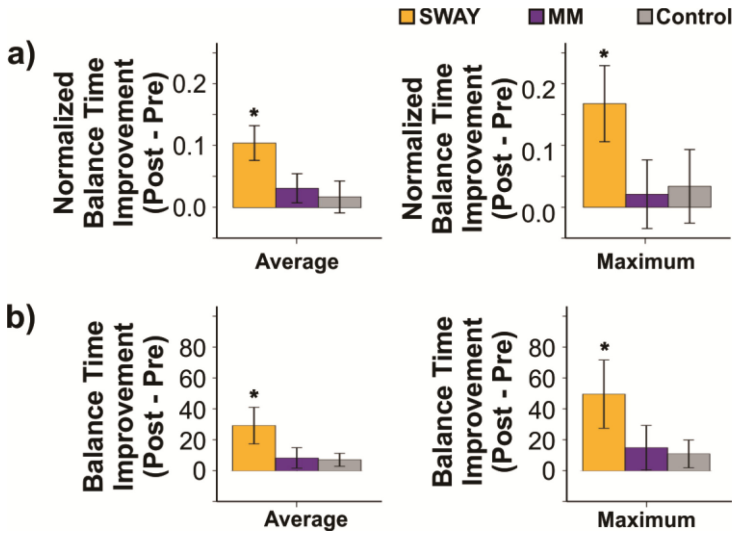 SWAY MM Control
a)
Normalized
Balance Time
Improvement
(Post - Pre)
0.2
0.1
0.0
*
Average
Normalized
Balance Time
Improvement
(Post - Pre)
0.2
0.1
0.0
*
Maximum
b)
Balance Time
Improvement
(Post - Pre)
80
60
40
20
0
*
Average
Balance Time
Improvement
(Post - Pre)
80
60
40
20
0
*
Maximum